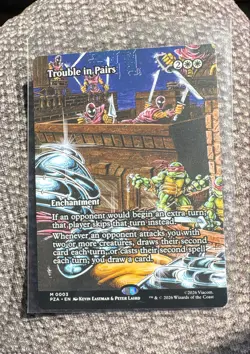 Trouble in Pairs
2
Enchantment
If an opponent would begin an extra turn,
that player skips that turn instead.
Whenever an opponent attacks you with
two or more creatures, draws their second
card each turn, or casts their second spell
each turn, you draw a card.
M 0003
PZA • EN Kevin Eastman & Peter Laird
©2026 Viacom
™ & © 2026 Wizards of the Coast